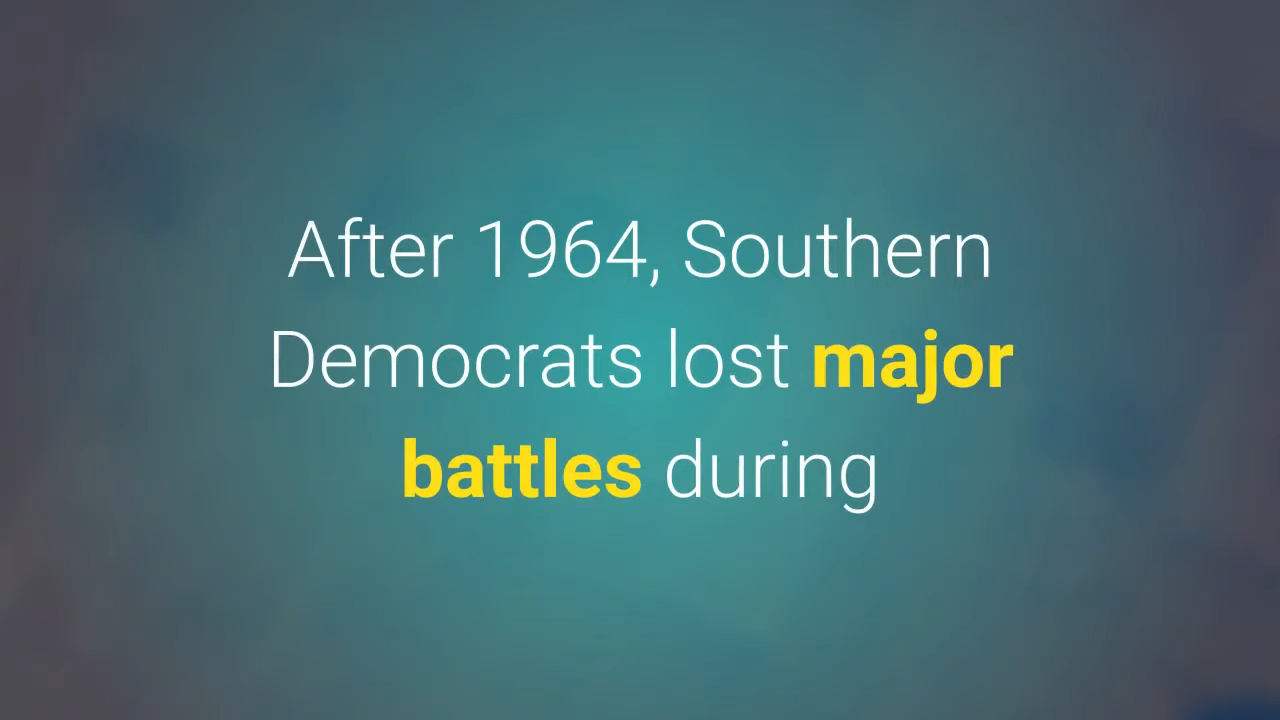 After 1964, Southern
Democrats lost major
battles during